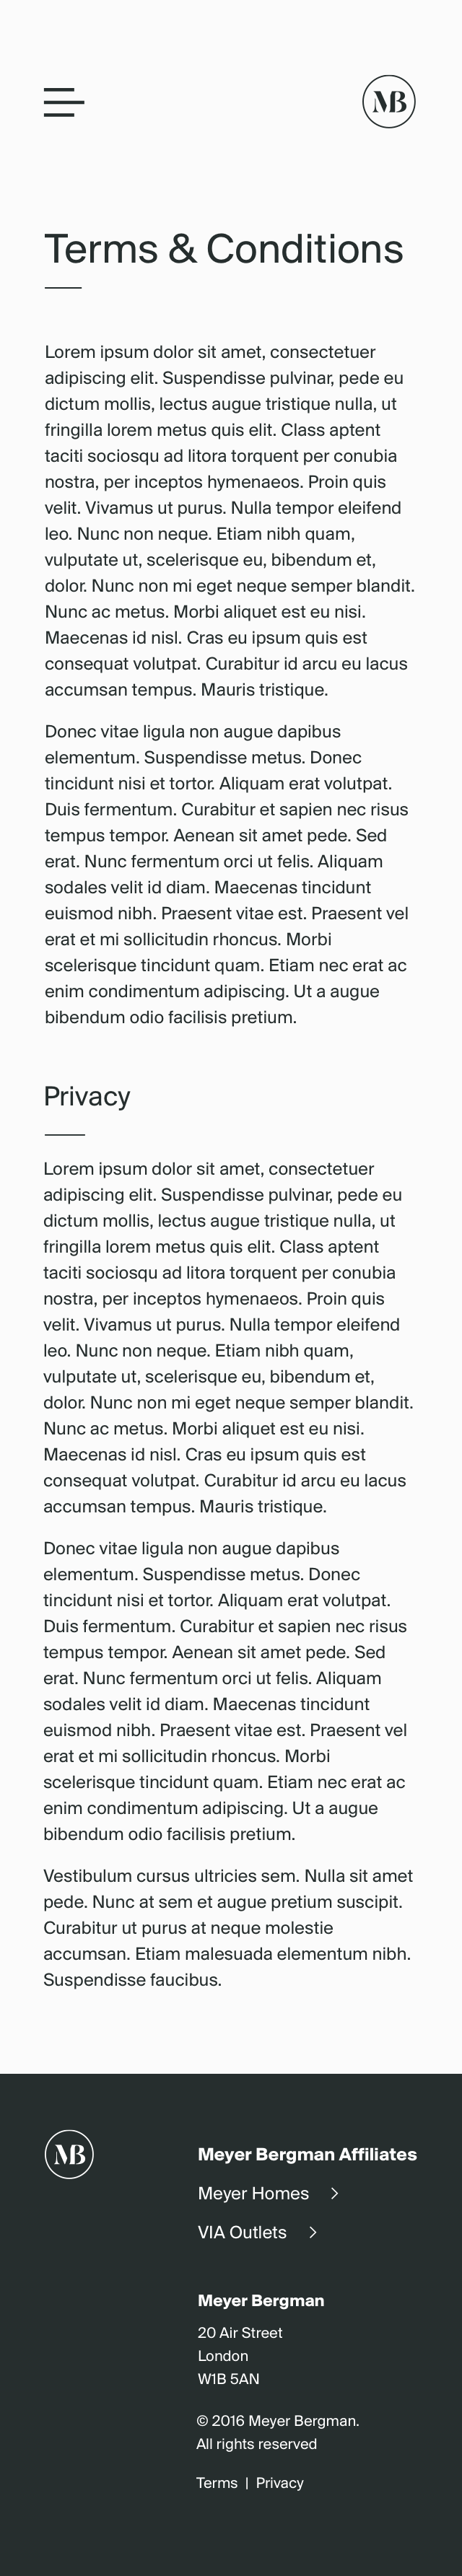 MB
Terms & Conditions
Lorem ipsum dolor sit amet, consectetuer
adipiscing elit. Suspendisse pulvinar, pede eu
dictum mollis, lectus augue tristique nulla, ut
fringilla lorem metus quis elit. Class aptent
taciti sociosqu ad litora torquent per conubia
nostra, per inceptos hymenaeos. Proin quis
velit. Vivamus ut purus. Nulla tempor eleifend
leo. Nunc non neque. Etiam nibh quam,
vulputate ut, scelerisque eu, bibendum et,
dolor. Nunc non mi eget neque semper blandit.
Nunc ac metus. Morbi aliquet est eu nisi.
Maecenas id nisl. Cras eu ipsum quis est
consequat volutpat. Curabitur id arcu eu lacus
accumsan tempus. Mauris tristique.
Donec vitae ligula non augue dapibus
elementum. Suspendisse metus. Donec
tincidunt nisi et tortor. Aliquam erat volutpat.
Duis fermentum. Curabitur et sapien nec risus
tempus tempor. Aenean sit amet pede. Sed
erat. Nunc fermentum orci ut felis. Aliquam
sodales velit id diam. Maecenas tincidunt
euismod nibh. Praesent vitae est. Praesent vel
erat et mi sollicitudin rhoncus. Morbi
scelerisque tincidunt quam. Etiam nec erat ac
enim condimentum adipiscing. Ut a augue
bibendum odio facilisis pretium.
Privacy
Lorem ipsum dolor sit amet, consectetuer
adipiscing elit. Suspendisse pulvinar, pede eu
dictum mollis, lectus augue tristique nulla, ut
fringilla lorem metus quis elit. Class aptent
taciti sociosqu ad litora torquent per conubia
nostra, per inceptos hymenaeos. Proin quis
velit. Vivamus ut purus. Nulla tempor eleifend
leo. Nunc non neque. Etiam nibh quam,
vulputate ut, scelerisque eu, bibendum et,
dolor. Nunc non mi eget neque semper blandit.
Nunc ac metus. Morbi aliquet est eu nisi.
Maecenas id nisl. Cras eu ipsum quis est
consequat volutpat. Curabitur id arcu eu lacus
accumsan tempus. Mauris tristique.
Donec vitae ligula non augue dapibus
elementum. Suspendisse metus. Donec
tincidunt nisi et tortor. Aliquam erat volutpat.
Duis fermentum. Curabitur et sapien nec risus
tempus tempor. Aenean sit amet pede. Sed
erat. Nunc fermentum orci ut felis. Aliquam
sodales velit id diam. Maecenas tincidunt
euismod nibh. Praesent vitae est. Praesent vel
erat et mi sollicitudin rhoncus. Morbi
scelerisque tincidunt quam. Etiam nec erat ac
enim condimentum adipiscing. Ut a augue
bibendum odio facilisis pretium.
Vestibulum cursus ultricies sem. Nulla sit amet
pede. Nunc at sem et augue pretium suscipit.
Curabitur ut purus at neque molestie
accumsan. Etiam malesuada elementum nibh.
Suspendisse faucibus.
MB
Meyer Bergman Affiliates
Meyer Homes
VIA Outlets
Meyer Bergman
20 Air Street
London
W1B 5AN
© 2016 Meyer Bergman.
All rights reserved
Terms | Privacy